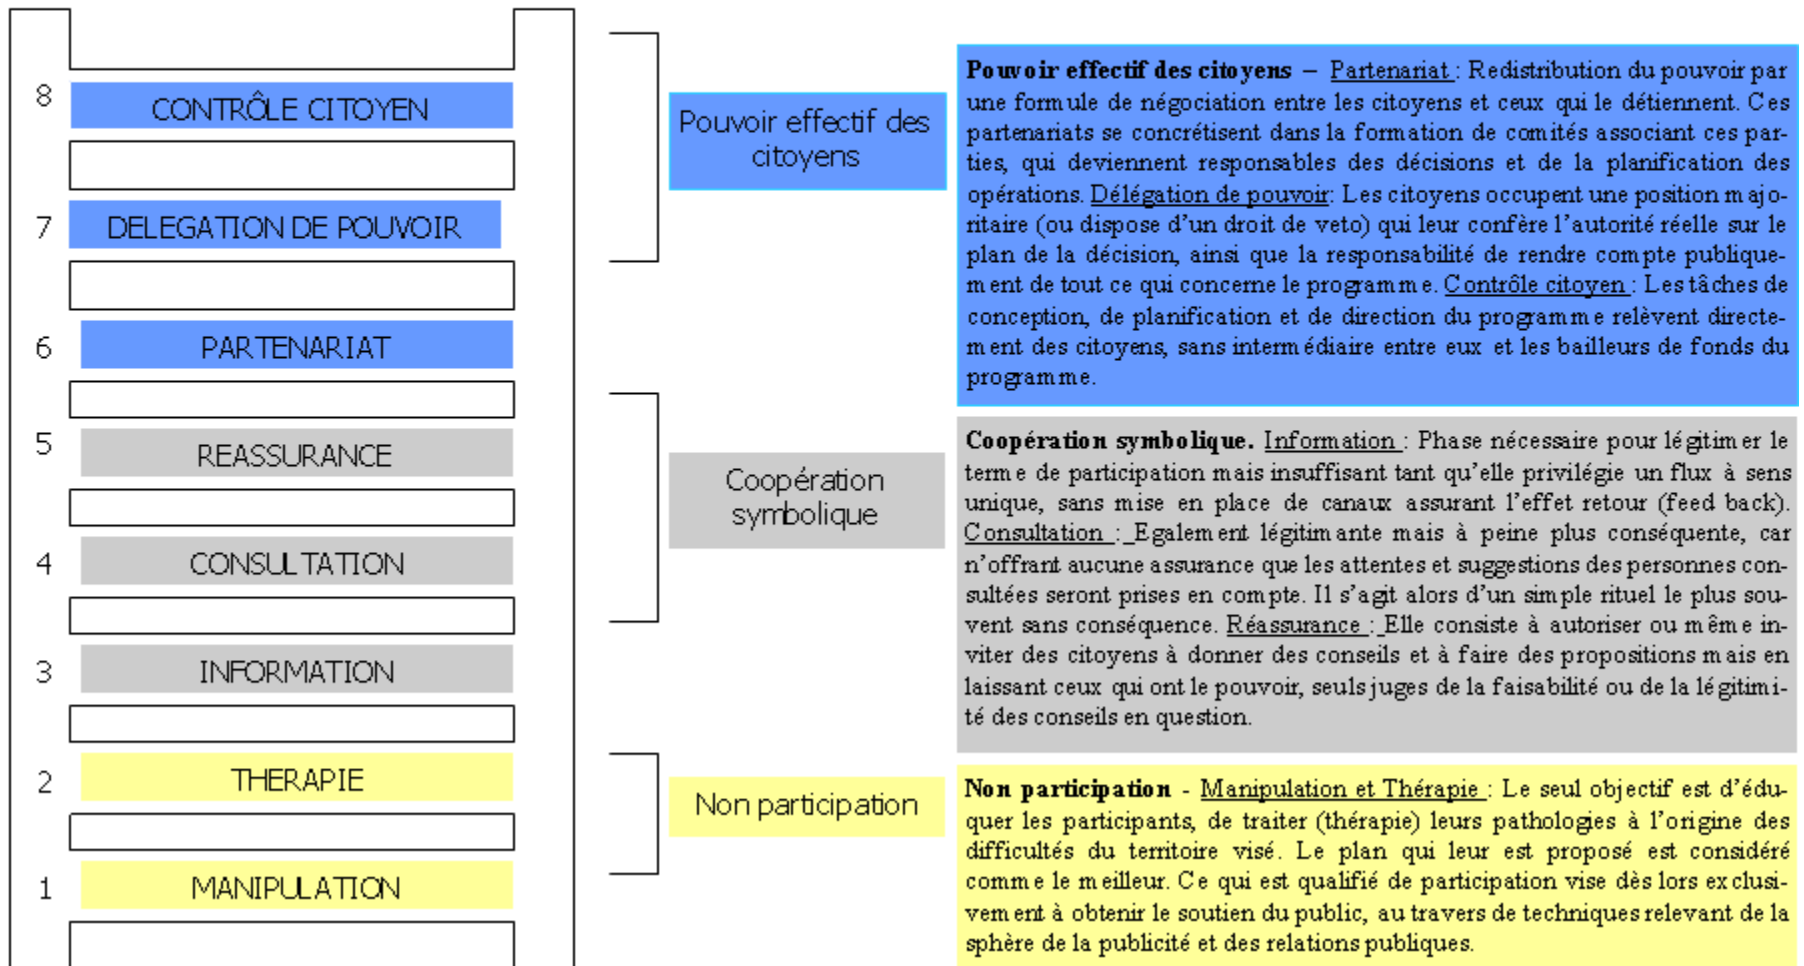 8
CONTRÔLE CITOYEN
7
DELEGATION DE POUVOIR
6
PARTENARIAT
5
REASSURANCE
4
CONSULTATION
3
INFORMATION
2
THERAPIE
1
MANIPULATION
Pouvoir effectif des
citoyens
Coopération
symbolique
Non participation
Pouvoir effectif des citoyens – Partenariat : Redistribution du pouvoir par
une formule de négociation entre les citoyens et ceux qui le détiennent. Ces
partenariats se concrétisent dans la formation de comités associant ces par-
ties, qui deviennent responsables des décisions et de la planification des
opérations. Délégation de pouvoir: Les citoyens occupent une position majo-
ritaire (ou dispose d'un droit de veto) qui leur confère l'autorité réelle sur le
plan de la décision, ainsi que la responsabilité de rendre compte publique-
ment de tout ce qui concerne le programme. Contrôle citoyen : Les tâches de
conception, de planification et de direction du programme relèvent directe-
ment des citoyens, sans intermédiaire entre eux et les bailleurs de fonds du
programme.
Coopération symbolique. Information : Phase nécessaire pour légitimer le
terme de participation mais insuffisant tant qu'elle privilégie un flux à sens
unique, sans mise en place de canaux assurant l'effet retour (feed back).
Consultation : Egalement légitimante mais à peine plus conséquente, car
n'offrant aucune assurance que les attentes et suggestions des personnes con-
sultées seront prises en compte. Il s'agit alors d'un simple rituel le plus sou-
vent sans conséquence. Réassurance : Elle consiste à autoriser ou même in-
viter des citoyens à donner des conseils et à faire des propositions mais en
laissant ceux qui ont le pouvoir, seuls juges de la faisabilité ou de la légitimi-
té des conseils en question.
Non participation - Manipulation et Thérapie : Le seul objectif est d'édu-
quer les participants, de traiter (thérapie) leurs pathologies à l'origine des
difficultés du territoire visé. Le plan qui leur est proposé est considéré
comme le meilleur. Ce qui est qualifié de participation vise dès lors exclusi-
vement à obtenir le soutien du public, au travers de techniques relevant de la
sphère de la publicité et des relations publiques.